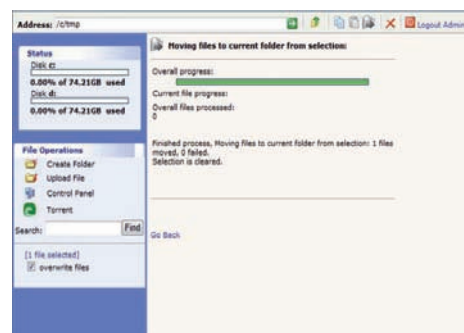 Address: /c/tmp
Logout Admin
Status
Disk c:
0.00% of 74.21GB used
Disk d:
0.00% of 74.21GB used
File Operations
Create Folder
Upload File
Control Panel
Torrent
Search:
Find
[1 file selected]
overwrite files
Moving files to current folder from selection:
Overall progress:
Current file progress:
Overall files processed:
0
Finished process, Moving files to current folder from selection: 1 files
moved, 0 failed.
Selection is cleared.
Go Back